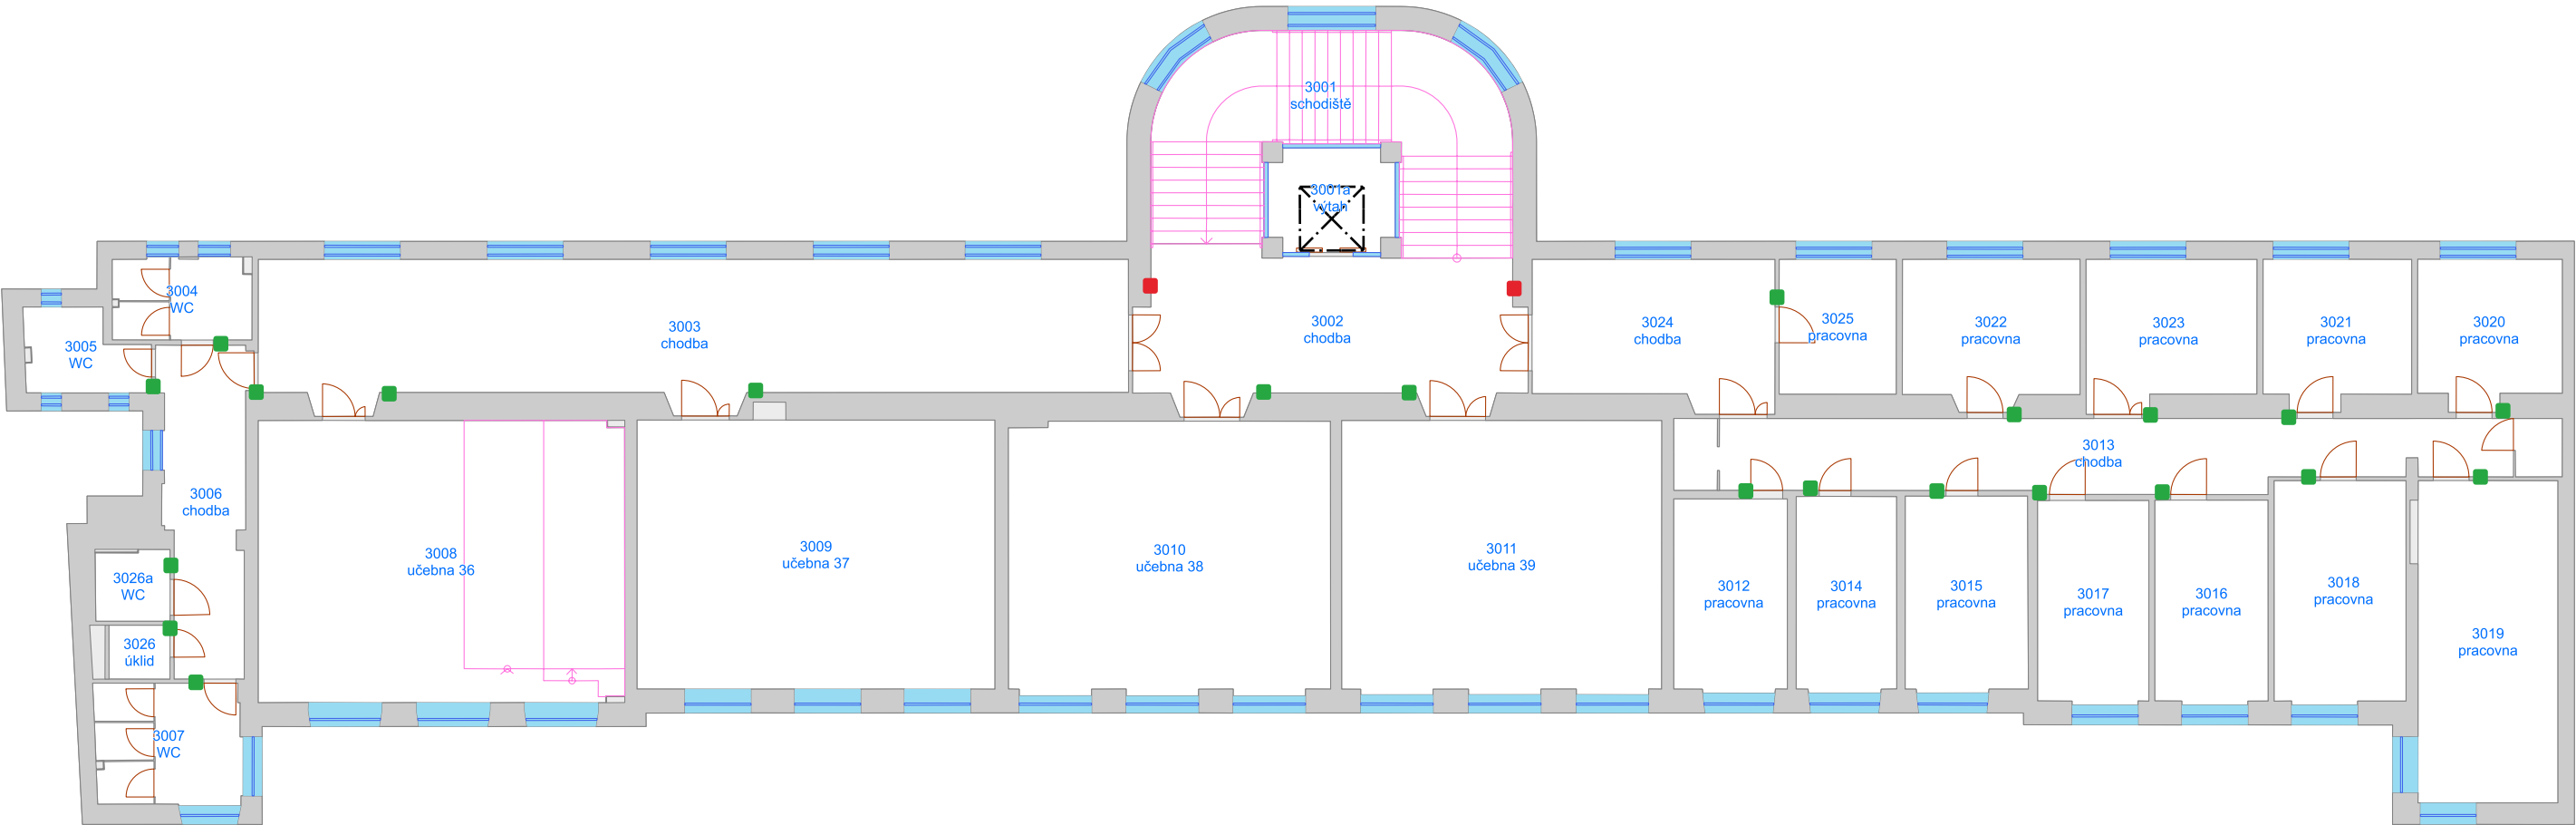 3001
schodiště
3001a
výtah
3004
WC
3005
WC
3003
chodba
3002
chodba
3024
chodba
3025
pracovna
3022
pracovna
3023
pracovna
3021
pracovna
3020
pracovna
3013
chodba
3006
chodba
3008
učebna 36
3009
učebna 37
3010
učebna 38
3011
učebna 39
3026a
WC
3026
úklid
3007
WC
3012
pracovna
3014
pracovna
3015
pracovna
3017
pracovna
3016
pracovna
3018
pracovna
3019
pracovna